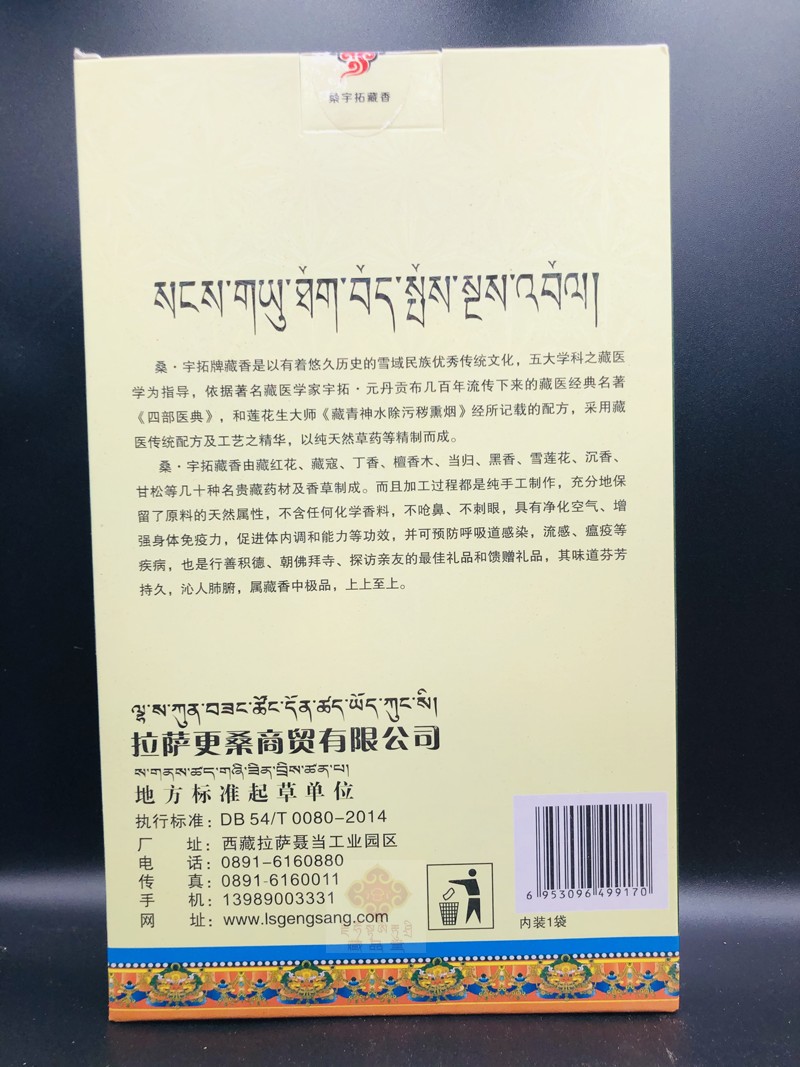 桑宇拓藏香
སངས་གཡུ་ཐོག་བོད་སྤོས་སྔས་འབོལ།
桑·宇拓牌藏香是以有着悠久历史的雪域民族优秀传统文化，五大学科之藏医
学为指导，依据著名藏医学家宇拓·元丹贡布几百年流传下来的藏医经典名著
《四部医典》，和莲花生大师《藏青神水除污秽熏烟》经所记载的配方，采用藏
医传统配方及工艺之精华，以纯天然草药等精制而成。
桑·宇拓藏香由藏红花、藏寇、丁香、檀香木、当归、黑香、雪莲花、沉香、
甘松等几十种名贵藏药材及香草制成。而且加工过程都是纯手工制作，充分地保
留了原料的天然属性，不含任何化学香料，不呛鼻、不刺眼，具有净化空气、增
强身体免疫力，促进体内调和能力等功效，并可预防呼吸道感染，流感、瘟疫等
疾病，也是行善积德、朝佛拜寺、探访亲友的最佳礼品和馈赠礼品，其味道芬芳
持久，沁人肺腑，属藏香中极品，上上至上。
ལྷ་ས་ཀུན་བཟང་ཚོང་དོན་ཚད་ཡོད་ཀུང་སི།
拉萨更桑商贸有限公司
ས་གནས་ཚད་གཞི་ཟིན་བྲིས་ཚན་པ།
地方标准起草单位
执行标准：DB 54/T 0080-2014
厂 址：西藏拉萨聂当工业园区
电 话：0891-6160880
传 真：0891-6160011
手 机：13989003331
网 址：www.lsgengsang.com
6 953096 499170
内装1袋
藏品堂